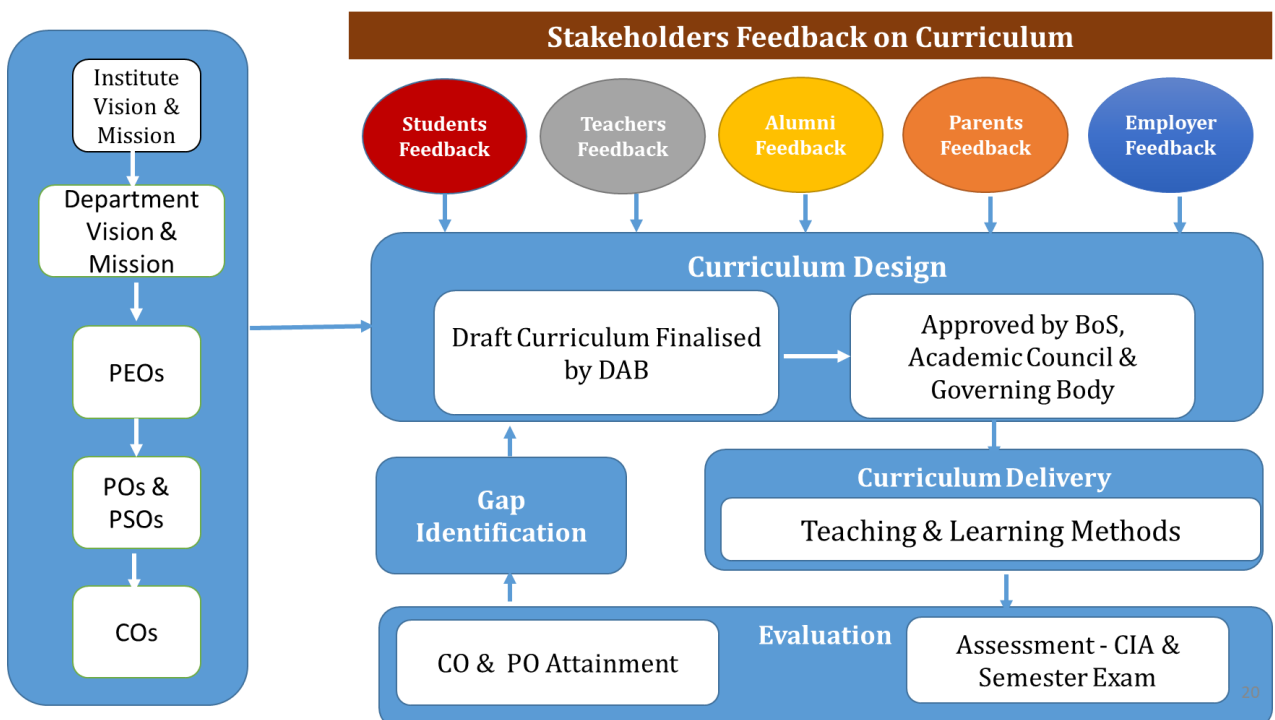 Stakeholders Feedback on Curriculum
Institute
Vision &
Mission
Department
Vision &
Mission
PEOs
POs &
PSOs
COs
Students
Feedback
Teachers
Feedback
Alumni
Feedback
Parents
Feedback
Employer
Feedback
Curriculum Design
Draft Curriculum Finalised
by DAB
Approved by BoS,
Academic Council &
Governing Body
Gap
Identification
Curriculum Delivery
Teaching & Learning Methods
Evaluation
CO & PO Attainment
Assessment - CIA &
Semester Exam
20